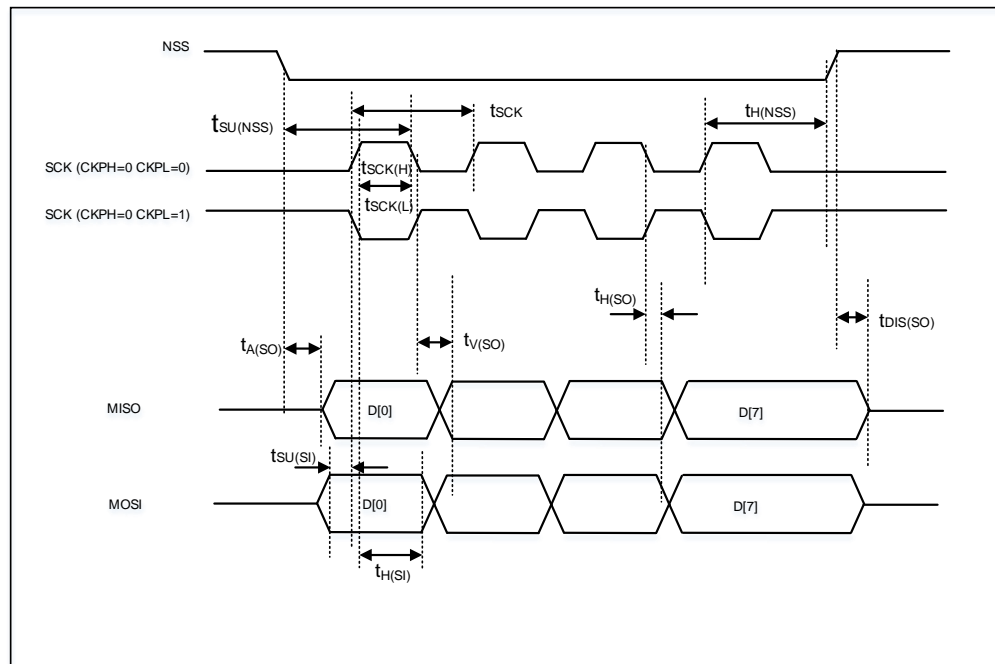 NSS
tSCK
tH(NSS)
tSU(NSS)
SCK (CKPH=0 CKPL=0)
tSCK(H)
tSCK(L)
SCK (CKPH=0 CKPL=1)
tH(SO)
tDIS(SO)
tA(SO)
tV(SO)
MISO
D[0]
D[7]
tSU(SI)
MOSI
D[0]
D[7]
tH(SI)